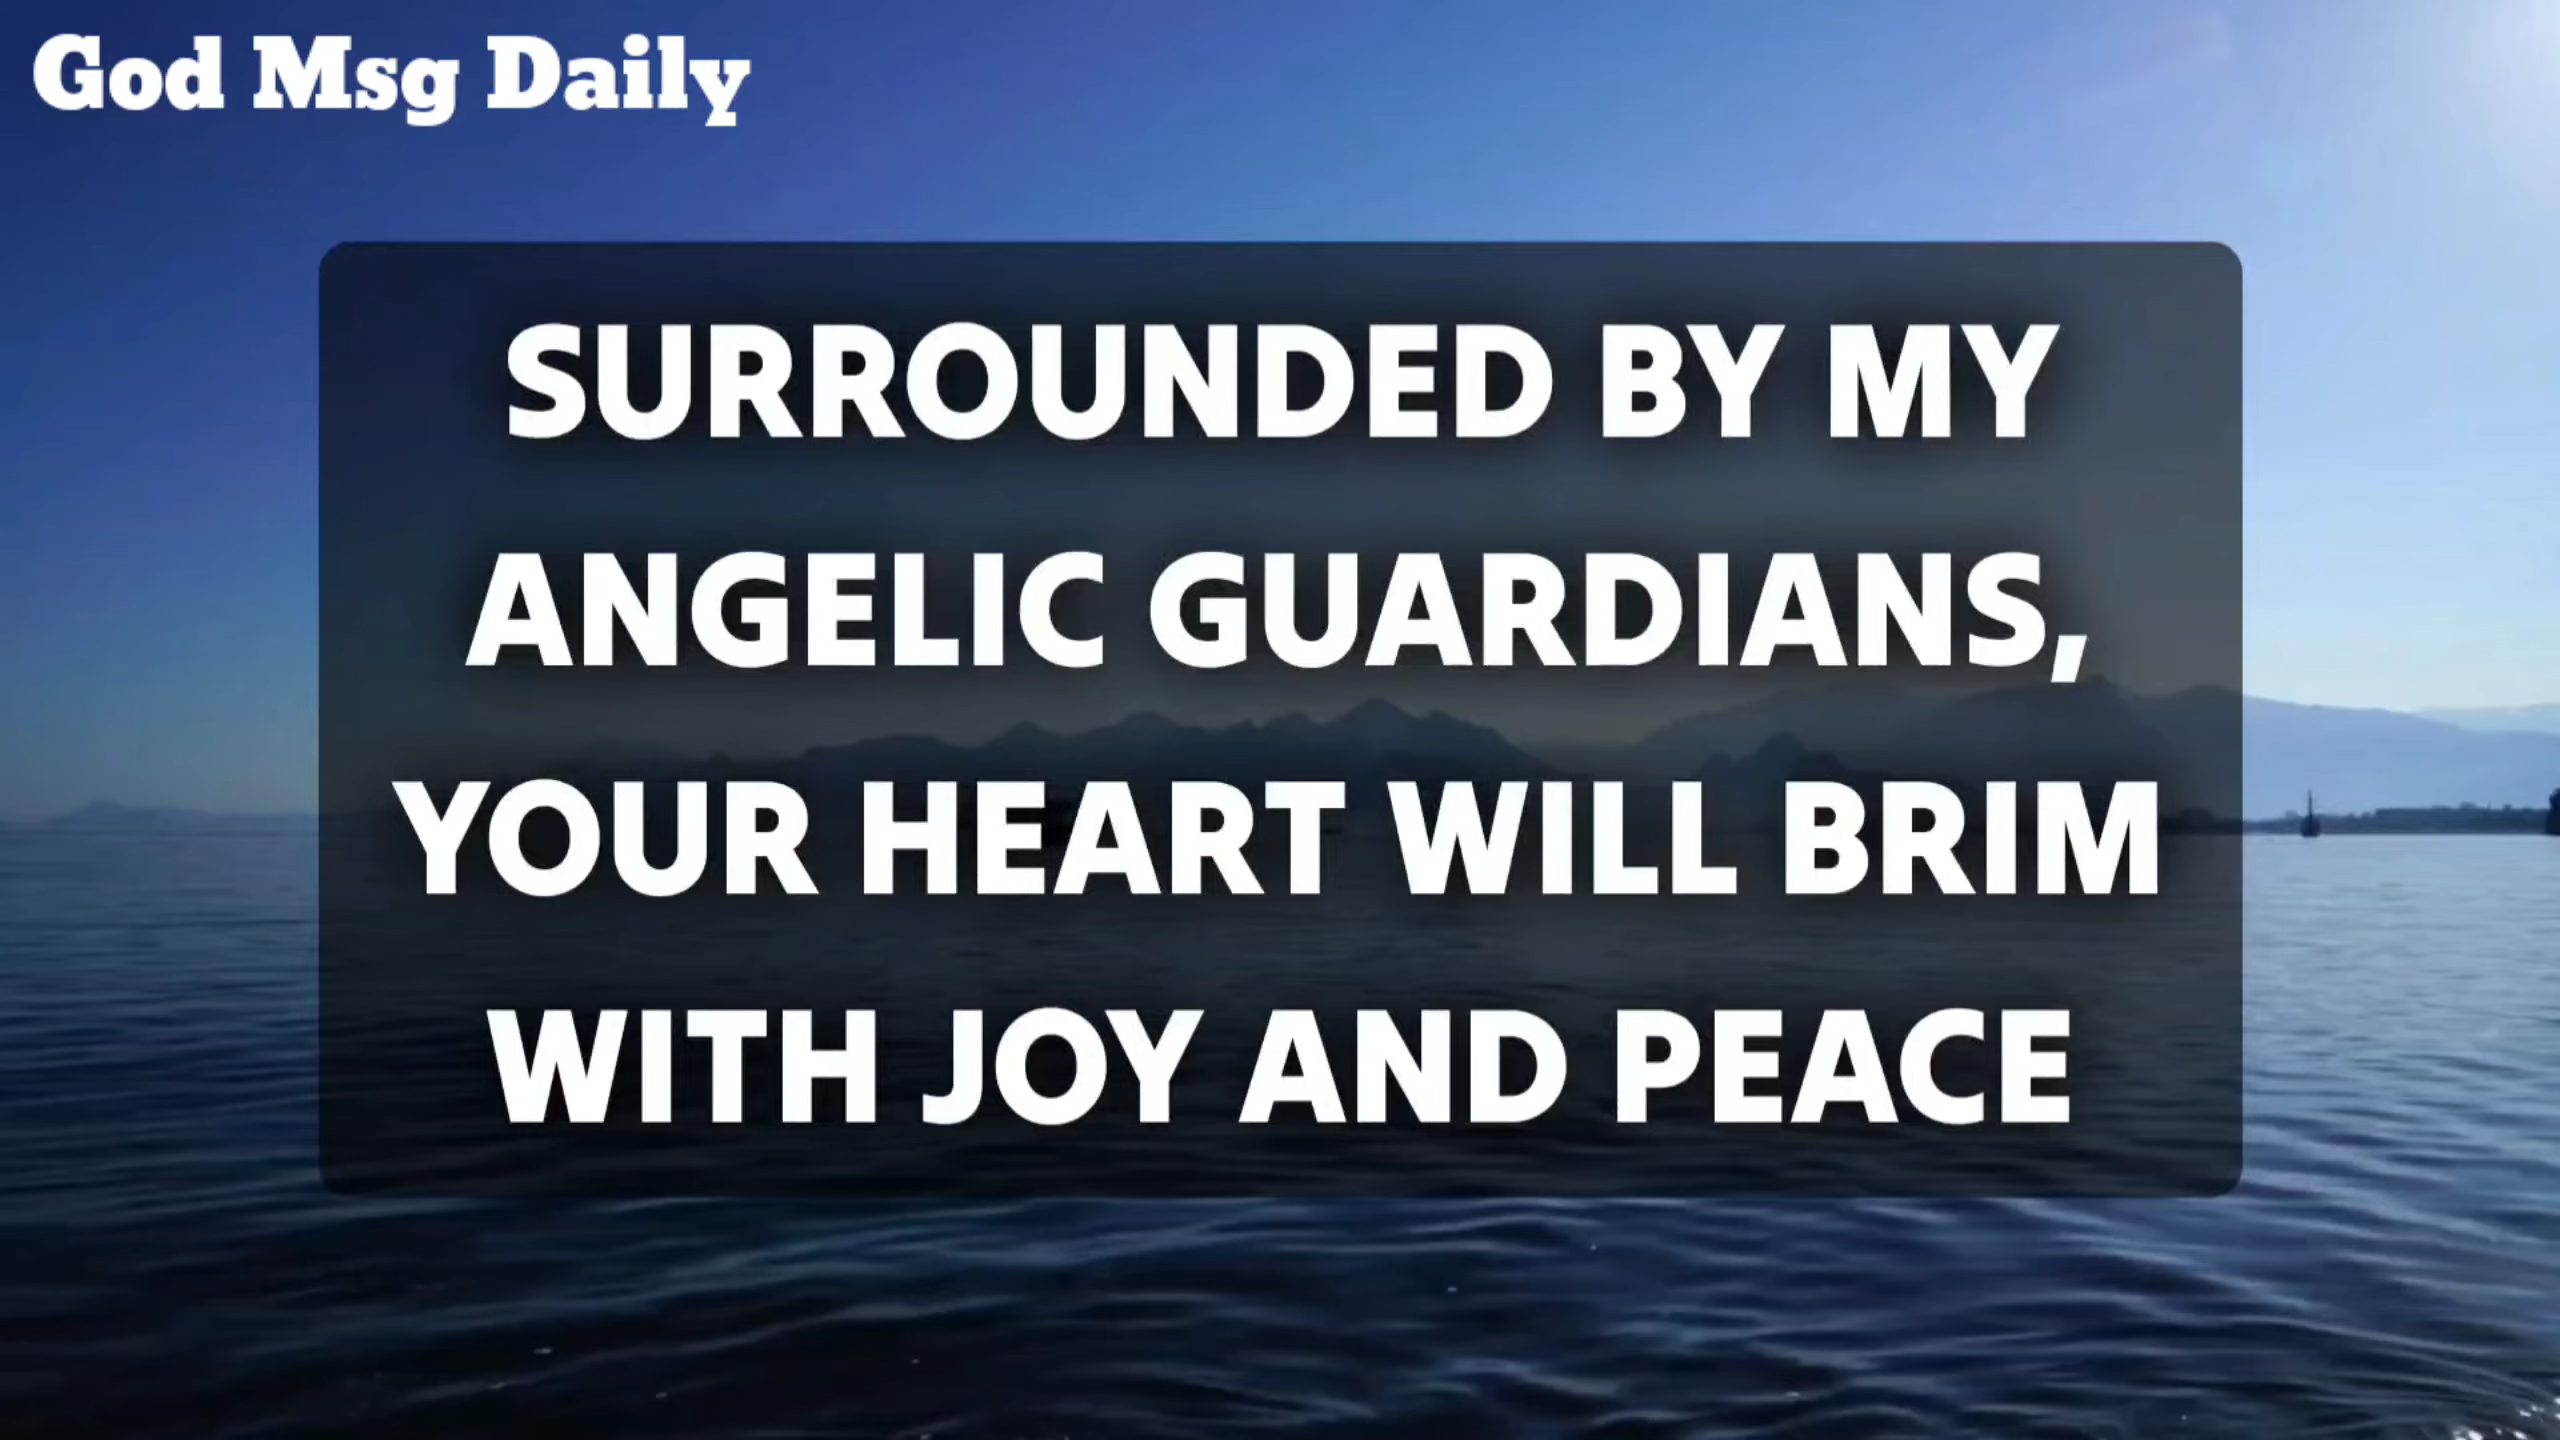 God Msg Daily
SURROUNDED BY MY
ANGELIC GUARDIANS,
YOUR HEART WILL BRIM
WITH JOY AND PEACE